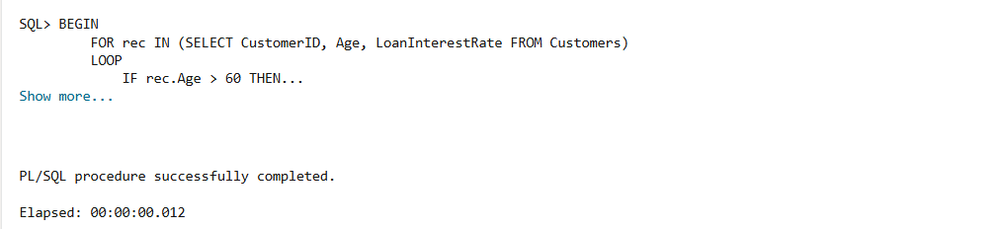 SQL> BEGIN
FOR rec IN (SELECT CustomerID, Age, LoanInterestRate FROM Customers)
LOOP
IF rec.Age > 60 THEN...
Show more...
PL/SQL procedure successfully completed.
Elapsed: 00:00:00.012